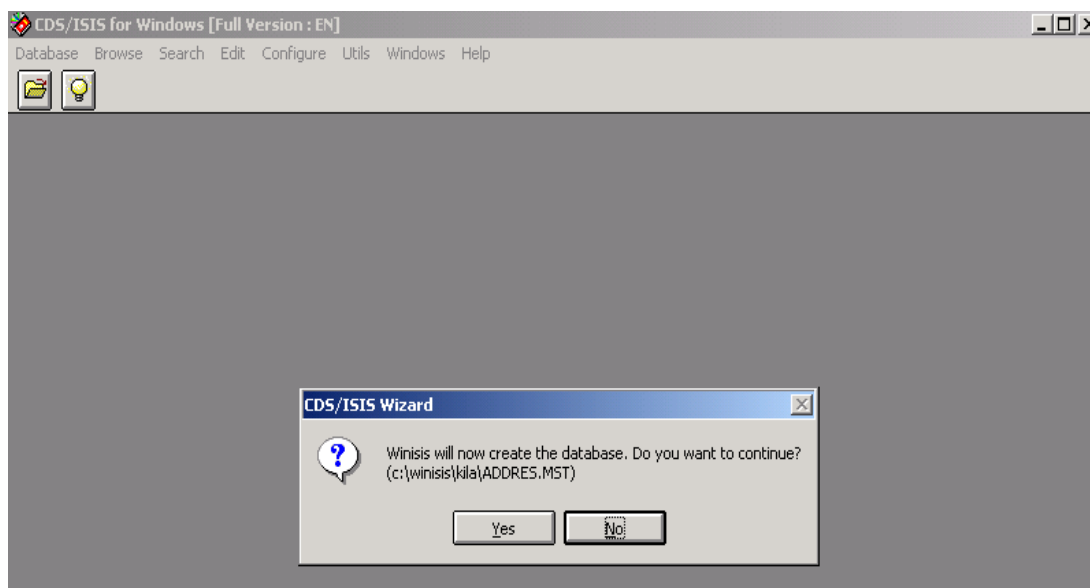 CDS/ISIS for Windows [Full Version : EN]
Database Browse Search Edit Configure Utils Windows Help
CDS/ISIS Wizard
Winisis will now create the database. Do you want to continue?
(c:\winisis\kila\ADDRES.MST)
Yes No